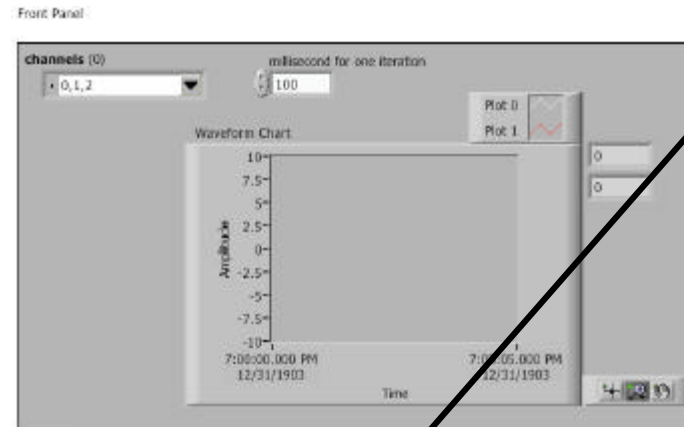 Front Panel
channels (0)
0,1,2
millisecond for one iteration
100
Plot 0
Plot 1
Waveform Chart
10
7.5
5
2.5
0
-2.5
-5
-7.5
-10
Amplitude
0
0
7:00:00.000 PM
12/31/1903
7:00:05.000 PM
12/31/1903
Time